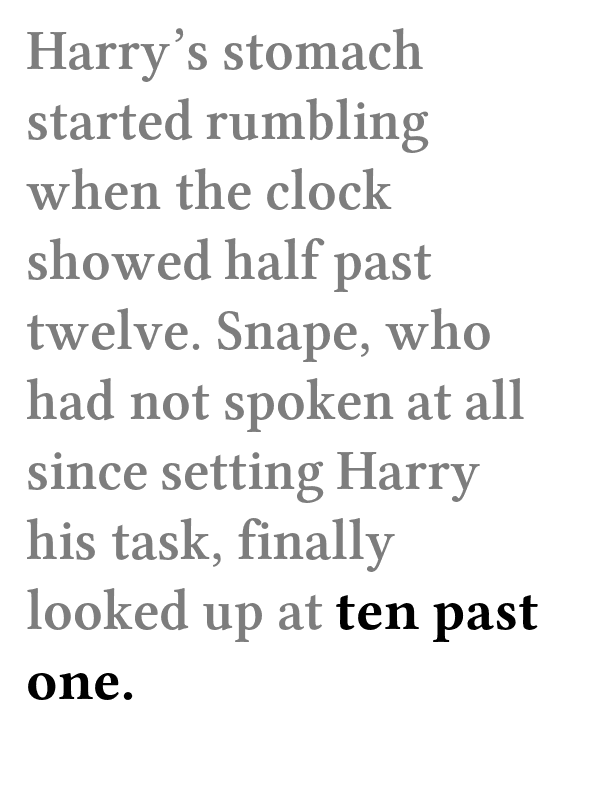 Harry’s stomach
started rumbling
when the clock
showed half past
twelve. Snape, who
had not spoken at all
since setting Harry
his task, finally
looked up at ten past
one.